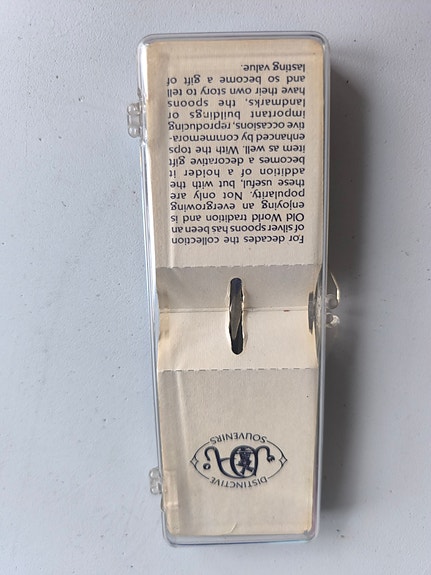 For decades the collection
of silver spoons has been an
Old World tradition and is
enjoying an evergrowing
popularity. Not only are
these useful, but with the
addition of a holder it
becomes a decorative gift
item as well. With the tops
enhanced by commemora-
tive occasions, reproducing
important buildings or
landmarks, the spoons
have their own story to tell
and so become a gift of
lasting value.
DISTINCTIVE
SOUVENIRS